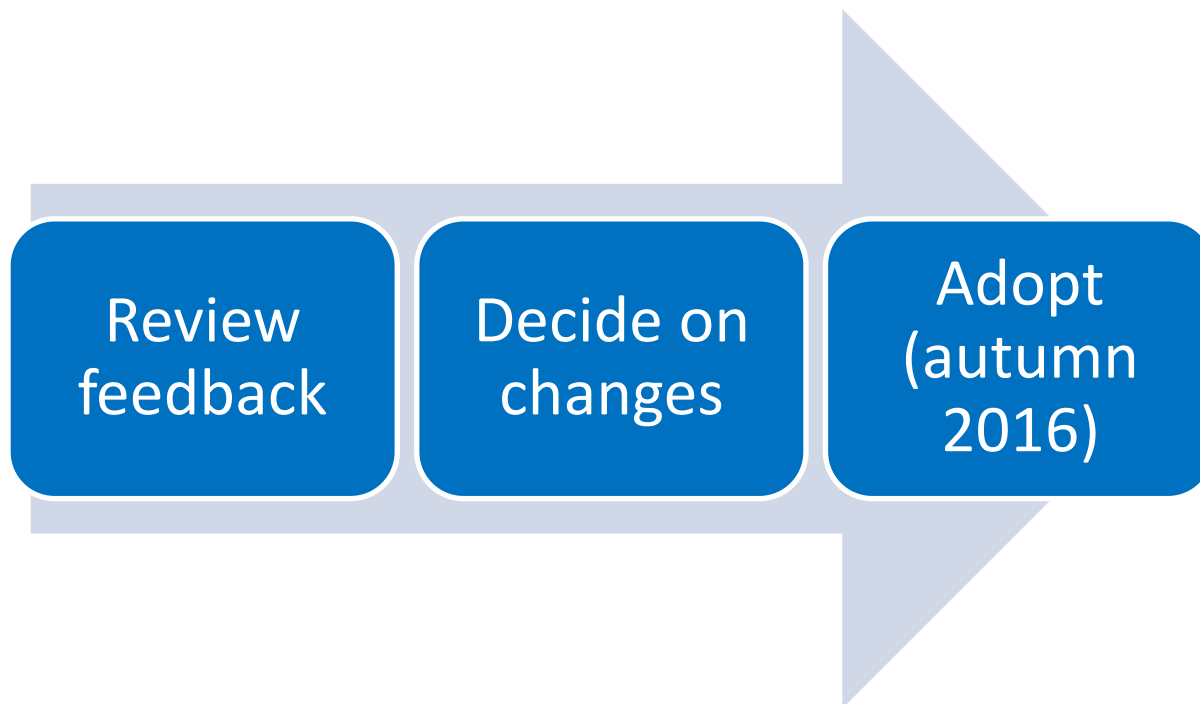 Review
feedback
Decide on
changes
Adopt
(autumn
2016)